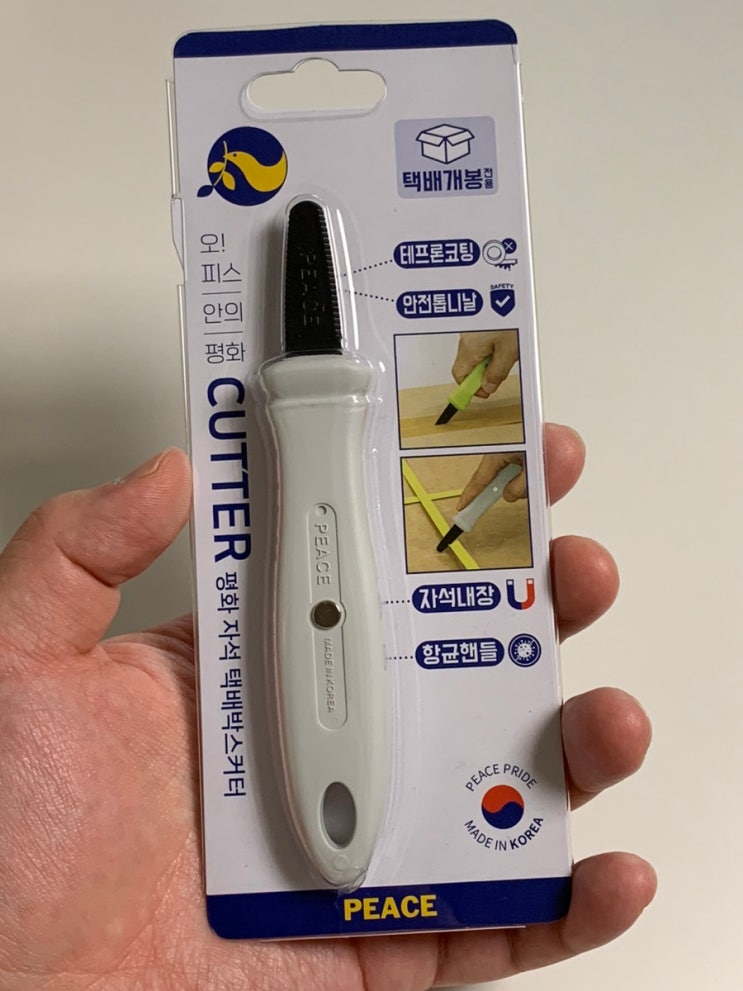 택배개봉전용
오!
피스
안의
평화
CUTTER
평화 자석 택배박스커터
PEACE
테프론코팅
SAFETY
안전톱니날
PEACE
MADE IN KOREA
자석내장
항균핸들
PEACE PRIDE
MADE IN KOREA
PEACE